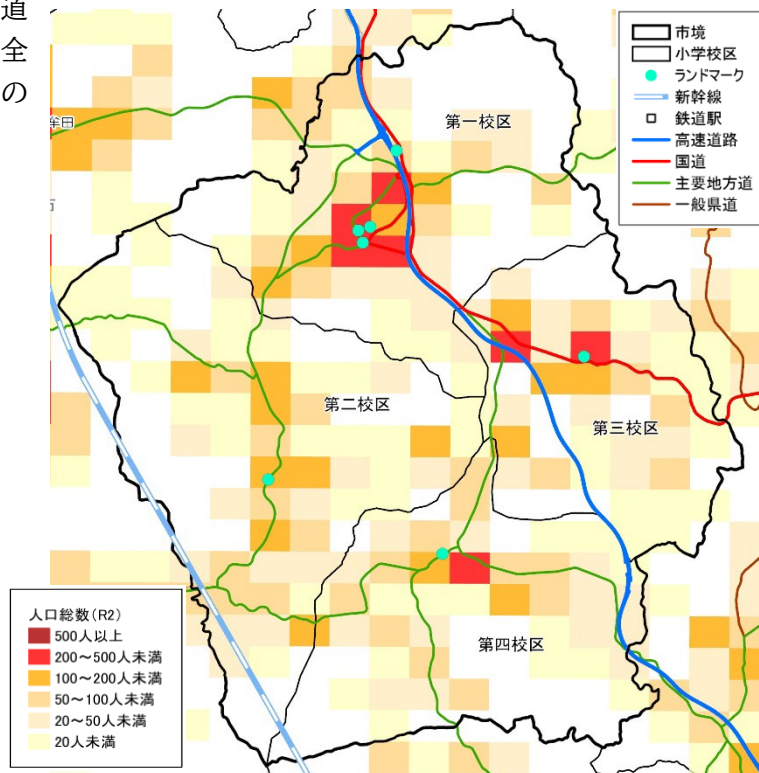 道
全
の
市境
小学校区
ランドマーク
新幹線
鉄道駅
高速道路
国道
主要地方道
一般県道
牟田
第一校区
第二校区
第三校区
第四校区
人口総数(R2)
500人以上
200～500人未満
100～200人未満
50～100人未満
20～50人未満
20人未満